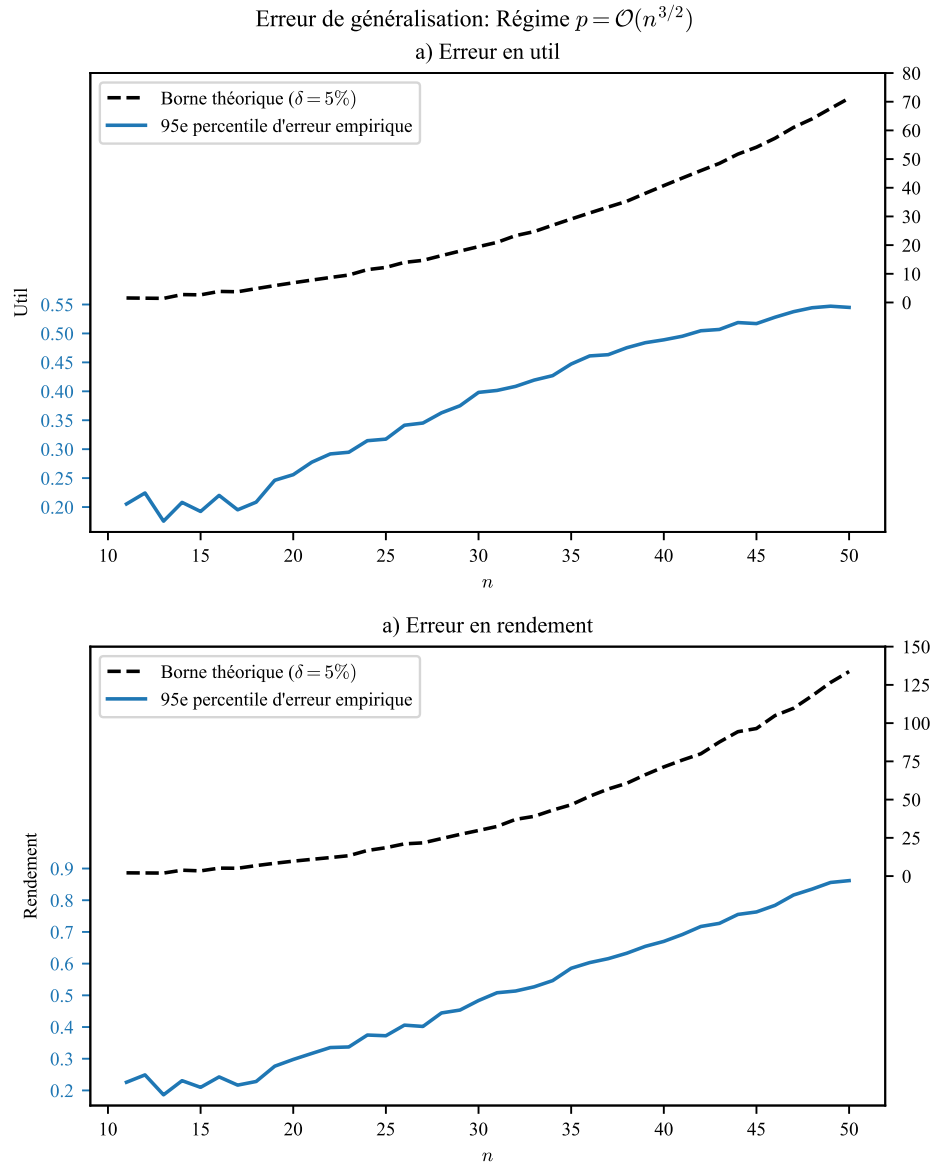 Erreur de généralisation: Régime p = O(n^{3/2})
a) Erreur en util
Borne théorique (δ = 5%)
95e percentile d'erreur empirique
80
70
60
50
40
30
20
10
0
Util
0.55
0.50
0.45
0.40
0.35
0.30
0.25
0.20
10 15 20 25 30 35 40 45 50
n
a) Erreur en rendement
Borne théorique (δ = 5%)
95e percentile d'erreur empirique
150
125
100
75
50
25
0
Rendement
0.9
0.8
0.7
0.6
0.5
0.4
0.3
0.2
10 15 20 25 30 35 40 45 50
n